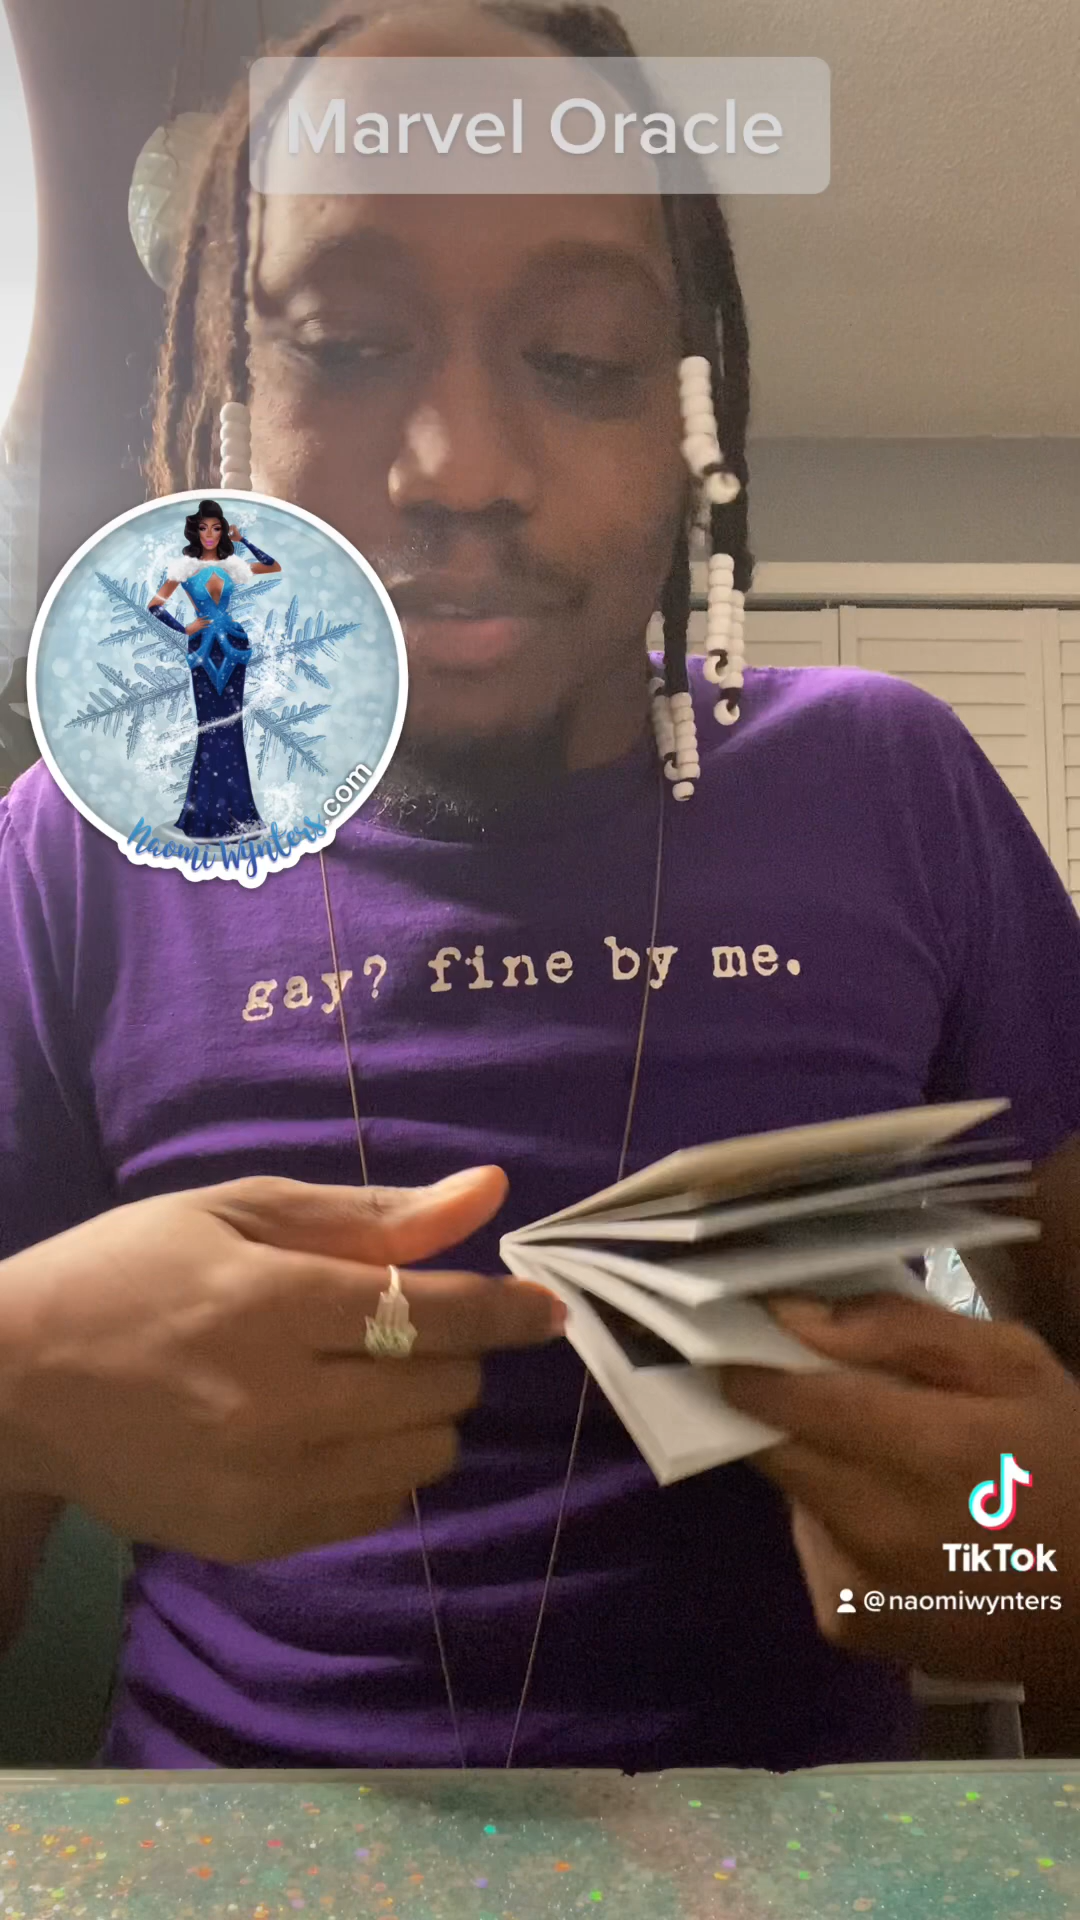 Marvel Oracle
Naomi Wynters.com
gay? fine by me.
TikTok
@naomiwynters